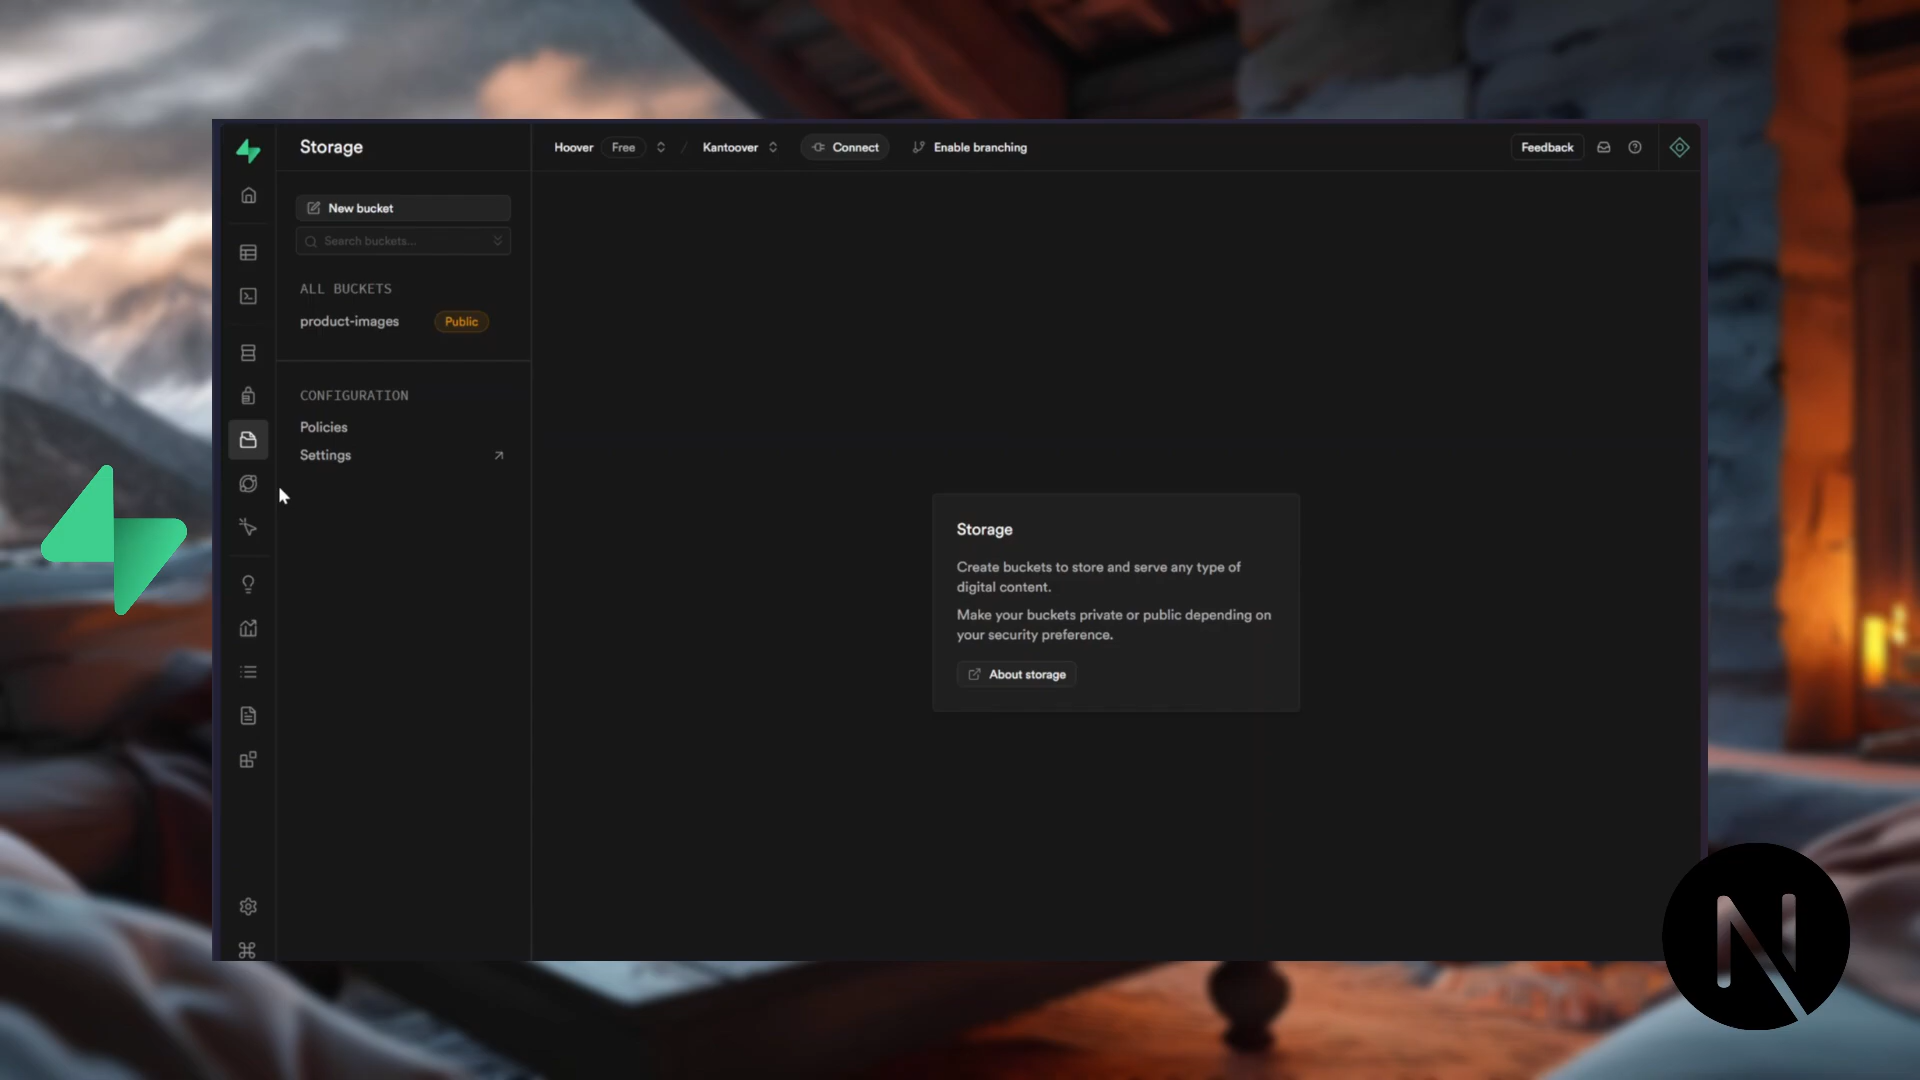 Storage
Hoover Free / Kantoover Connect Enable branching Feedback
New bucket
Search buckets...
ALL BUCKETS
product-images Public
CONFIGURATION
Policies
Settings
Storage
Create buckets to store and serve any type of
digital content.
Make your buckets private or public depending on
your security preference.
About storage
N